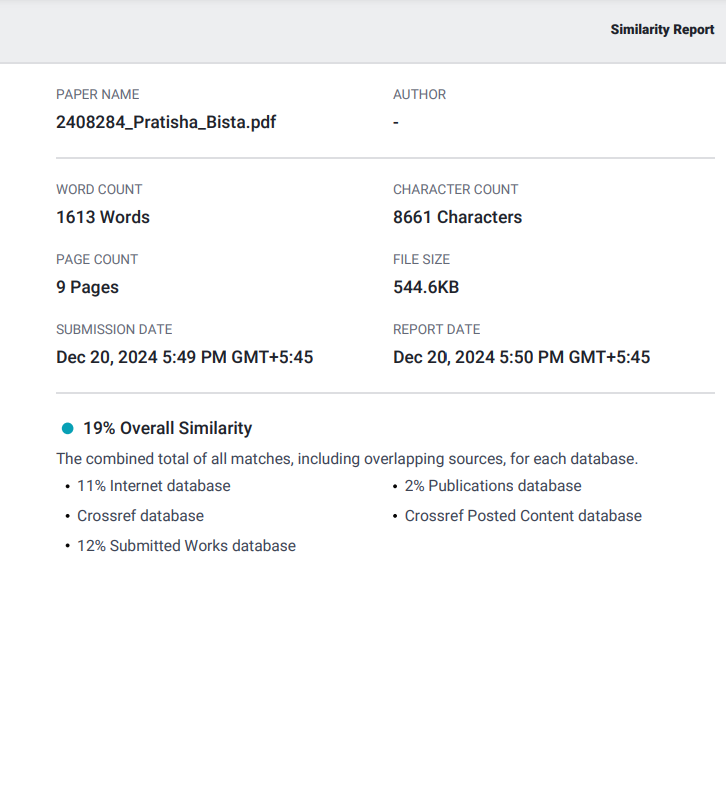 Similarity Report
PAPER NAME
2408284_Pratisha_Bista.pdf
AUTHOR
-
WORD COUNT
1613 Words
CHARACTER COUNT
8661 Characters
PAGE COUNT
9 Pages
FILE SIZE
544.6KB
SUBMISSION DATE
Dec 20, 2024 5:49 PM GMT+5:45
REPORT DATE
Dec 20, 2024 5:50 PM GMT+5:45
19% Overall Similarity
The combined total of all matches, including overlapping sources, for each database.
• 11% Internet database
• 2% Publications database
• Crossref database
• Crossref Posted Content database
• 12% Submitted Works database